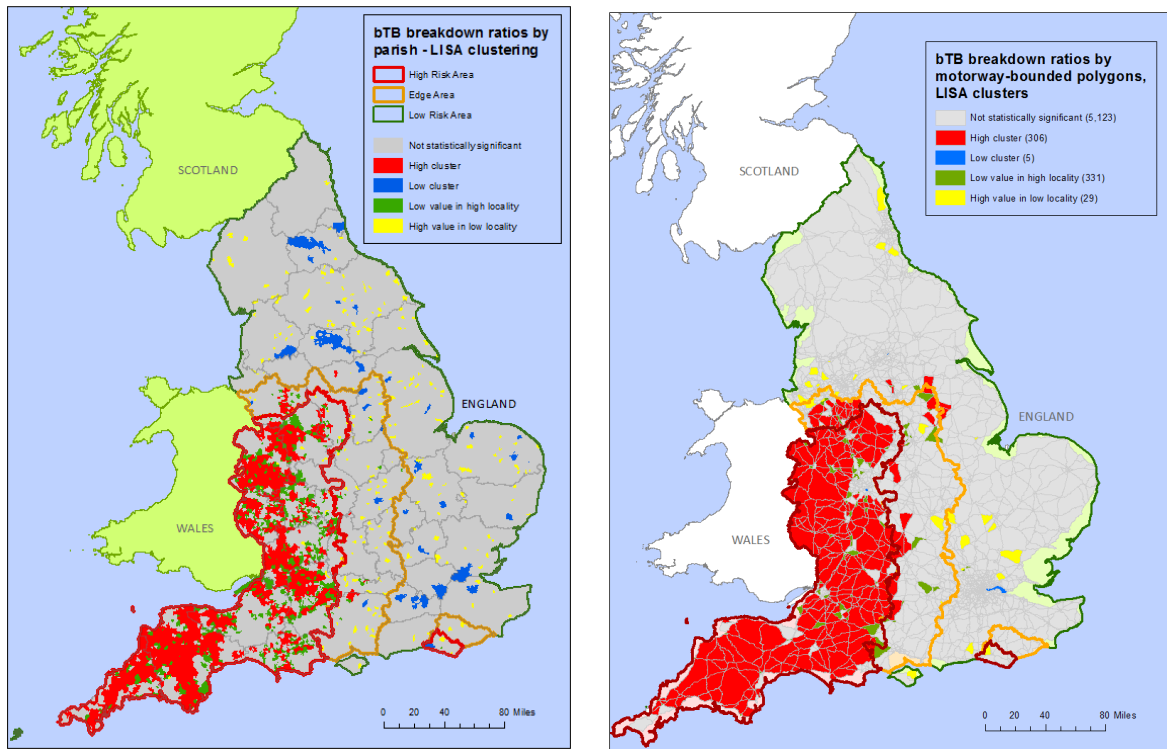 bTB breakdown ratios by
parish - LISA clustering
High Risk Area
Edge Area
Low Risk Area
Not statistically significant
High cluster
Low cluster
Low value in high locality
High value in low locality
SCOTLAND
ENGLAND
WALES
0 20 40 80 Miles
bTB breakdown ratios by
motorway-bounded polygons,
LISA clusters
Not statistically significant (5,123)
High cluster (306)
Low cluster (5)
Low value in high locality (331)
High value in low locality (29)
SCOTLAND
ENGLAND
WALES
0 20 40 80 Miles